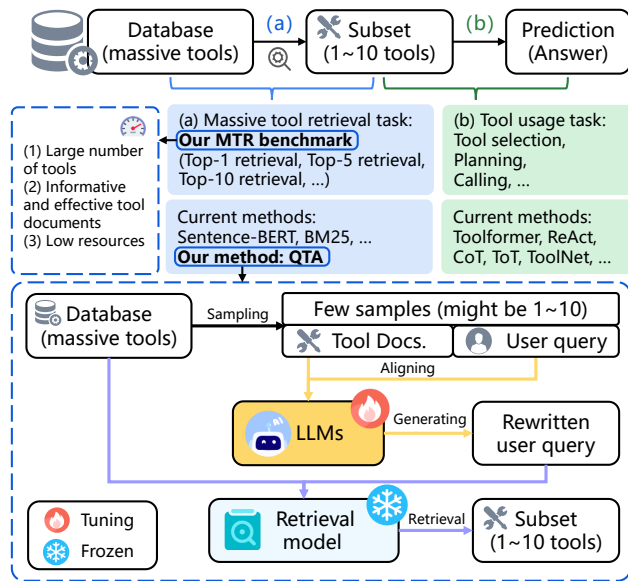 Database
(massive tools)
(a)
Subset
(1~10 tools)
(b)
Prediction
(Answer)
(1) Large number
of tools
(2) Informative
and effective tool
documents
(3) Low resources
(a) Massive tool retrieval task:
Our MTR benchmark
(Top-1 retrieval, Top-5 retrieval,
Top-10 retrieval, ...)
(b) Tool usage task:
Tool selection,
Planning,
Calling, ...
Current methods:
Sentence-BERT, BM25, ...
Our method: QTA
Current methods:
Toolformer, ReAct,
CoT, ToT, ToolNet, ...
Database
(massive tools)
Sampling
Few samples (might be 1~10)
Tool Docs.
User query
Aligning
LLMs
Generating
Rewritten
user query
Tuning
Frozen
Retrieval
model
Retrieval
Subset
(1~10 tools)